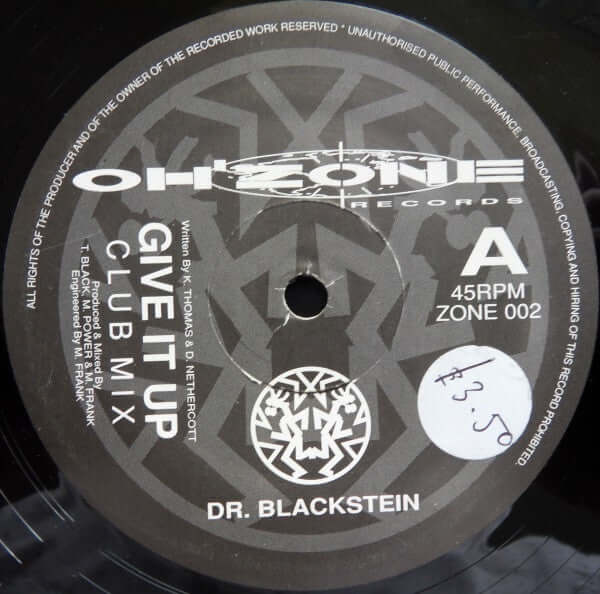 ALL RIGHTS OF THE PRODUCER AND OF THE OWNER OF THE RECORDED WORK RESERVED * UNAUTHORISED PUBLIC PERFORMANCE, BROADCASTING, COPYING AND HIRING OF THIS RECORD PROHIBITED.
OH'ZONE
RECORDS
A
45RPM
ZONE 002
$3.50
Written By K. THOMAS & D. NETHERCOTT
GIVE IT UP
CLUB MIX
Produced & Mixed By
T. BLACK, M. POWER & M. FRANK
Engineered By M. FRANK
DR. BLACKSTEIN